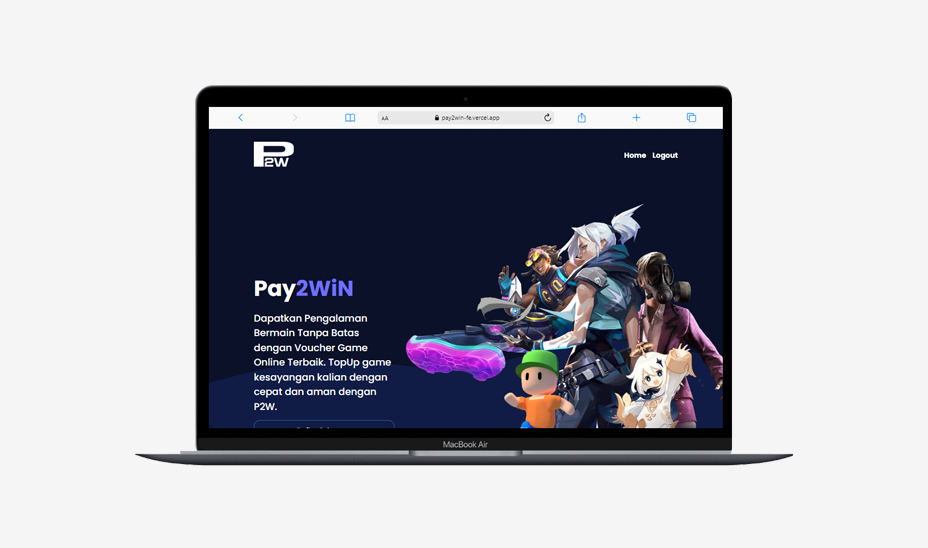 AA
pay2win-fe.vercel.app
P2W
Home Logout
Pay2WiN
Dapatkan Pengalaman
Bermain Tanpa Batas
dengan Voucher Game
Online Terbaik. TopUp game
kesayangan kalian dengan
cepat dan aman dengan
P2W.
MacBook Air